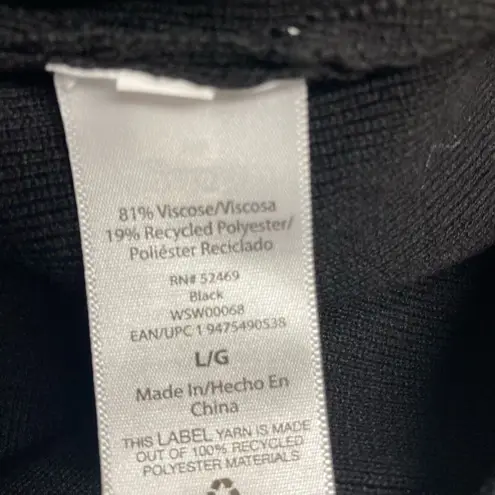 81% Viscose/Viscosa
19% Recycled Polyester/
Poliéster Reciclado
RN# 52469
Black
WSW00068
EAN/UPC 1 9475490538
L/G
Made In/Hecho En
China
THIS LABEL YARN IS MADE
OUT OF 100% RECYCLED
POLYESTER MATERIALS